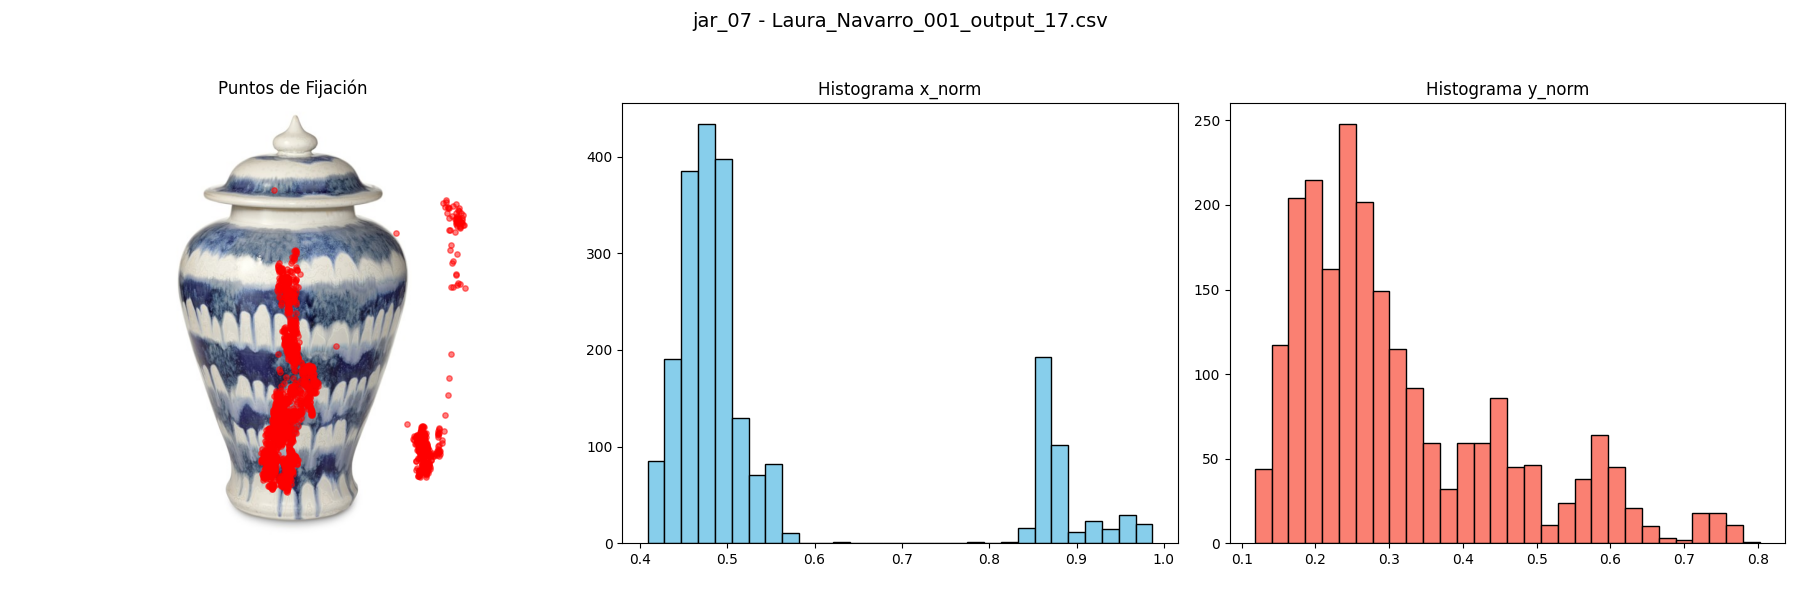 jar_07 - Laura_Navarro_001_output_17.csv
Puntos de Fijación
Histograma x_norm
400
300
200
100
0
0.4 0.5 0.6 0.7 0.8 0.9 1.0
Histograma y_norm
250
200
150
100
50
0
0.1 0.2 0.3 0.4 0.5 0.6 0.7 0.8